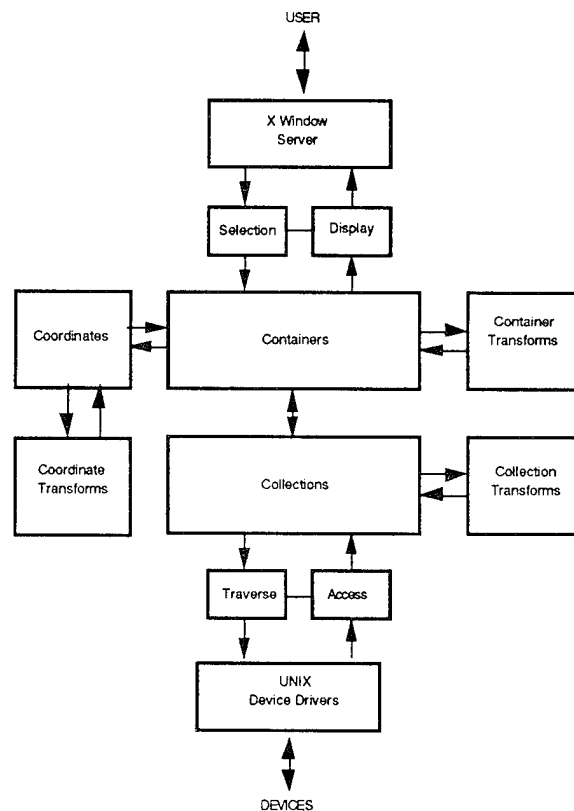 USER
X Window
Server
Selection
Display
Coordinates
Containers
Container
Transforms
Coordinate
Transforms
Collections
Collection
Transforms
Traverse
Access
UNIX
Device Drivers
DEVICES